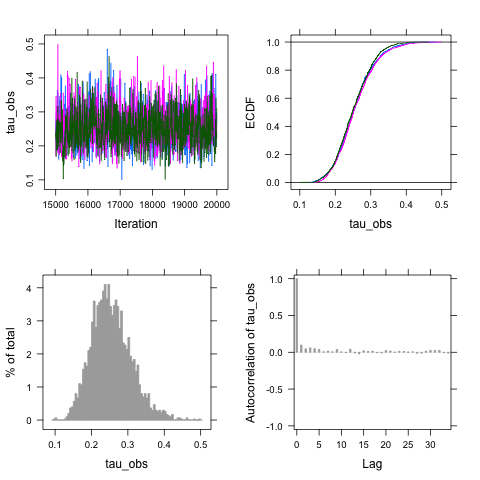 tau_obs
0.5
0.4
0.3
0.2
0.1
15000 16000 17000 18000 19000 20000
Iteration
ECDF
1.0
0.8
0.6
0.4
0.2
0.0
0.1 0.2 0.3 0.4 0.5
tau_obs
% of total
4
3
2
1
0
0.1 0.2 0.3 0.4 0.5
tau_obs
Autocorrelation of tau_obs
1.0
0.5
0.0
-0.5
-1.0
0 5 10 15 20 25 30
Lag